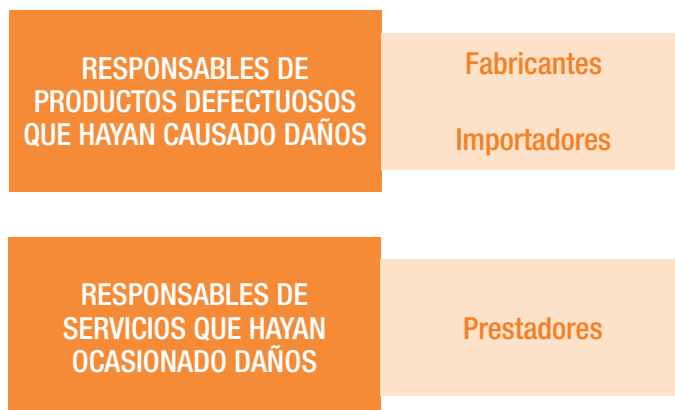 RESPONSABLES DE
PRODUCTOS DEFECTUOSOS
QUE HAYAN CAUSADO DAÑOS
Fabricantes
Importadores
RESPONSABLES DE
SERVICIOS QUE HAYAN
OCASIONADO DAÑOS
Prestadores